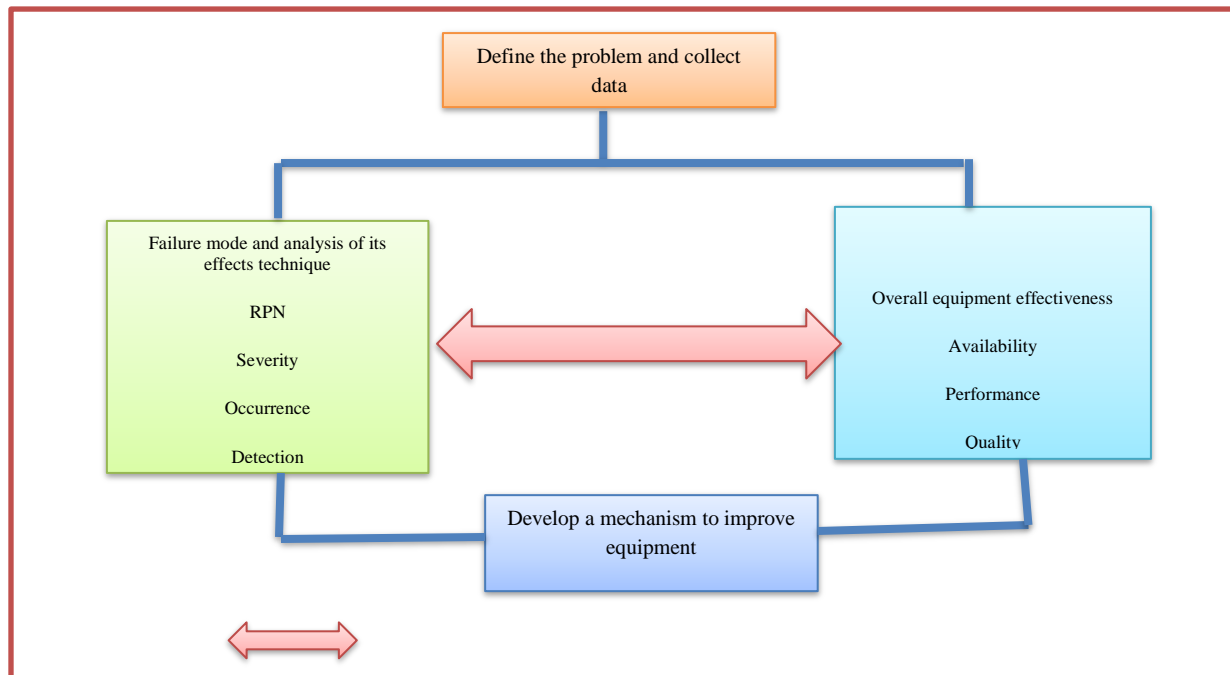 Define the problem and collect
data
Failure mode and analysis of its
effects technique
RPN
Severity
Occurrence
Detection
Overall equipment effectiveness
Availability
Performance
Quality
Develop a mechanism to improve
equipment